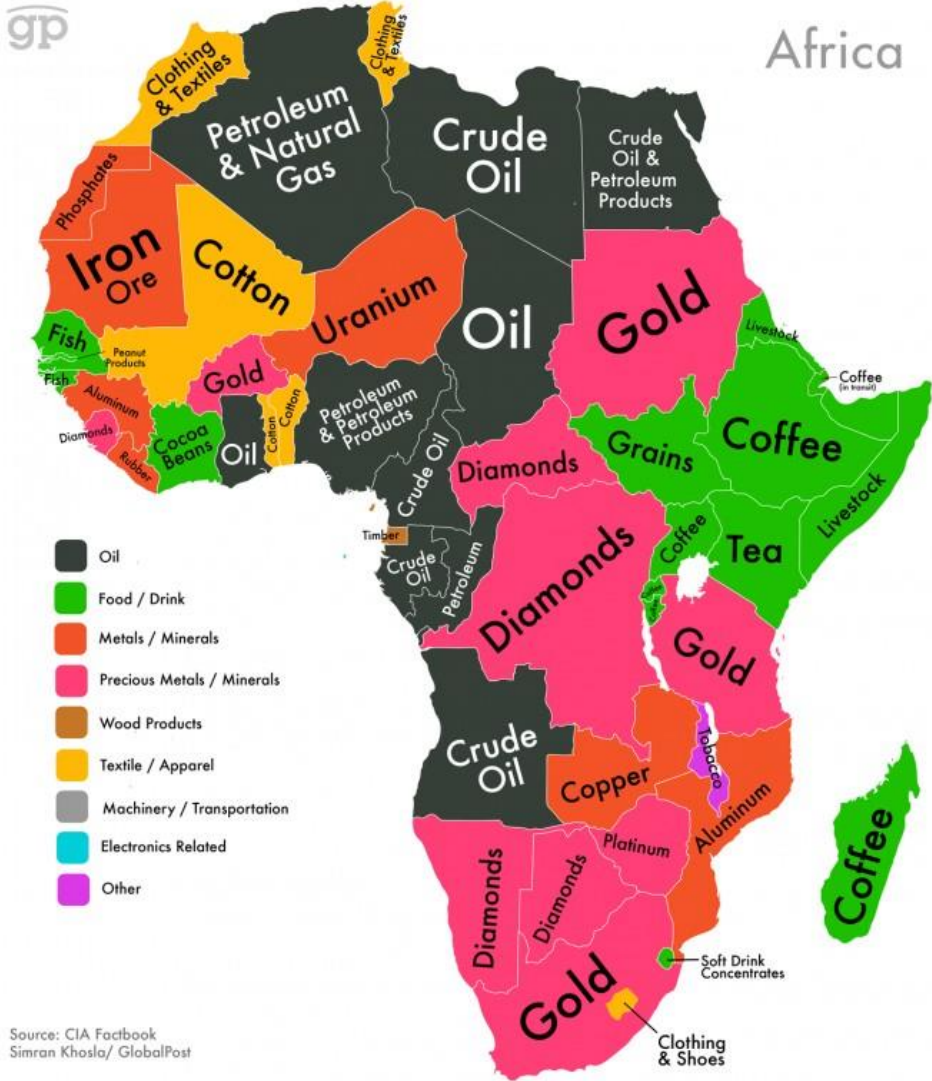 gp
Africa
Clothing
& Textiles
Clothing
& Textiles
Petroleum
& Natural
Gas
Crude
Oil
Crude
Oil &
Petroleum
Products
Phosphates
Iron
Ore
Cotton
Uranium
Oil
Gold
Fish
Peanut
Products
Fish
Aluminum
Diamonds
Rubber
Cocoa
Beans
Gold
Oil
Cotton
Cotton
Petroleum
& Petroleum
Products
Crude Oil
Diamonds
Grains
Livestock
Coffee
(in transit)
Coffee
Livestock
Timber
Crude
Oil
Petroleum
Diamonds
Coffee
Tea
Gold
Oil
Food / Drink
Metals / Minerals
Precious Metals / Minerals
Wood Products
Textile / Apparel
Machinery / Transportation
Electronics Related
Other
Crude
Oil
Copper
Tobacco
Aluminum
Coffee
Diamonds
Diamonds
Platinum
Gold
Soft Drink
Concentrates
Clothing
& Shoes
Source: CIA Factbook
Simran Khosla/ GlobalPost